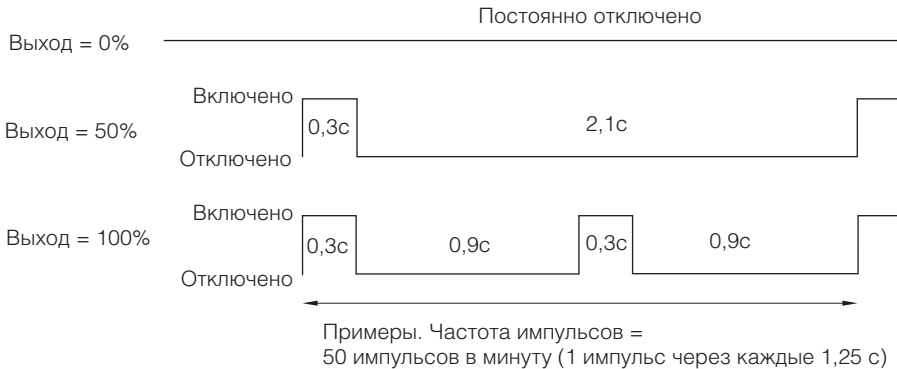 Постоянно отключено
Выход = 0%
Включено
Выход = 50%
0,3с
2,1с
Отключено
Включено
Выход = 100%
0,3с
0,9с
0,3с
0,9с
Отключено
Примеры. Частота импульсов =
50 импульсов в минуту (1 импульс через каждые 1,25 с)